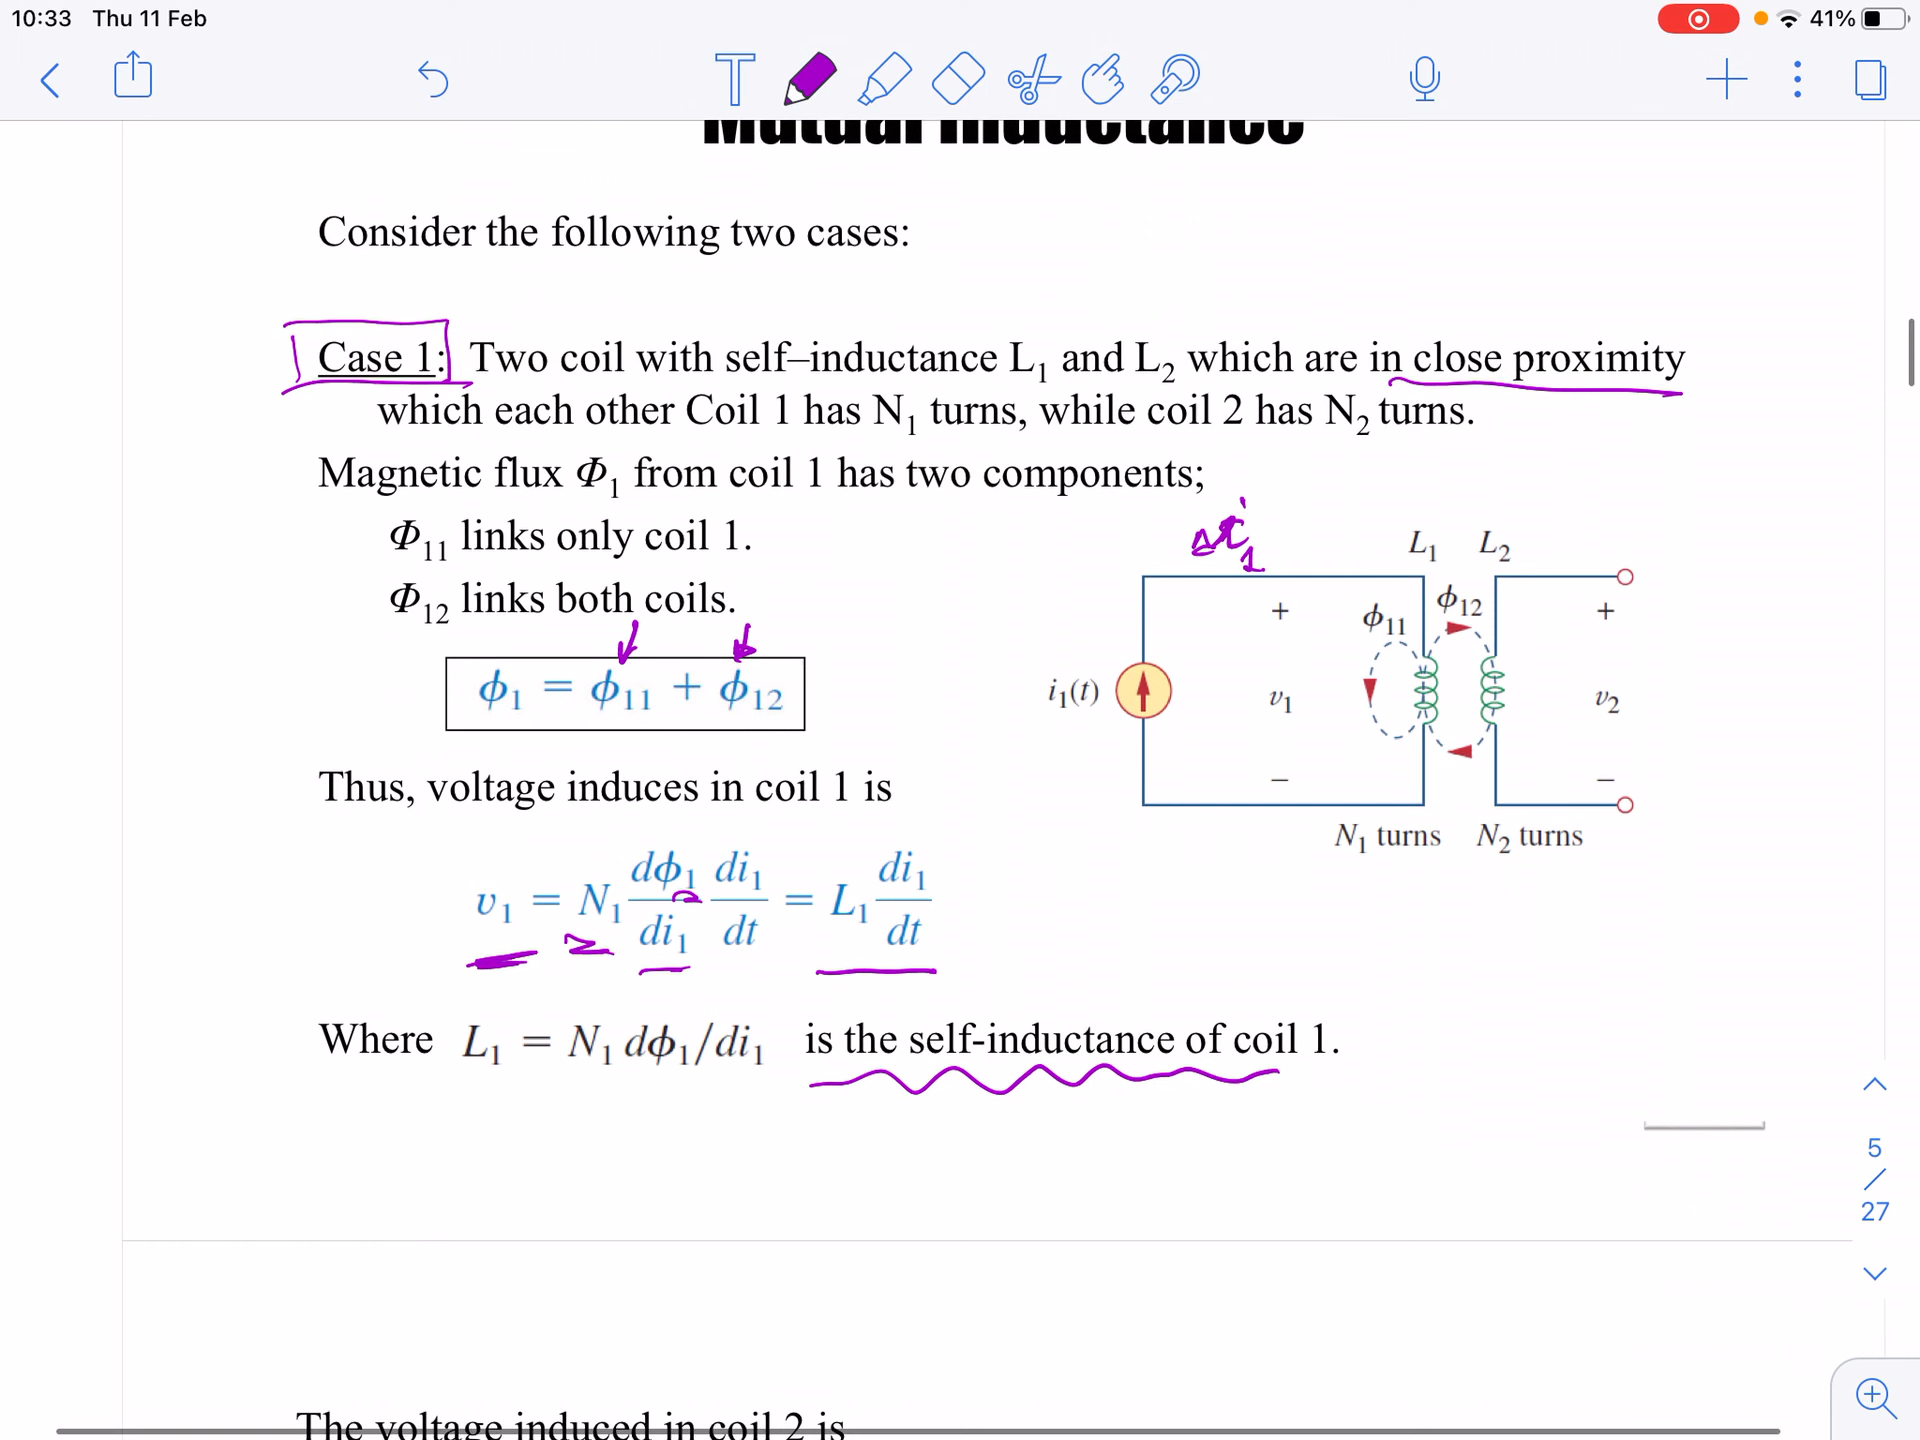 10:33 Thu 11 Feb
41%
Mutual Inductance
Consider the following two cases:
Case 1: Two coil with self–inductance L₁ and L₂ which are in close proximity
which each other Coil 1 has N₁ turns, while coil 2 has N₂ turns.
Magnetic flux Φ₁ from coil 1 has two components;
Φ₁₁ links only coil 1.
Φ₁₂ links both coils.
ϕ₁ = ϕ₁₁ + ϕ₁₂
L₁ L₂
ϕ₁₁ ϕ₁₂
+ +
i₁(t) v₁ v₂
– –
N₁ turns N₂ turns
Thus, voltage induces in coil 1 is
v₁ = N₁ dϕ₁/di₁ di₁/dt = L₁ di₁/dt
Where L₁ = N₁ dϕ₁/di₁ is the self-inductance of coil 1.
5
/
27
The voltage induced in coil 2 is